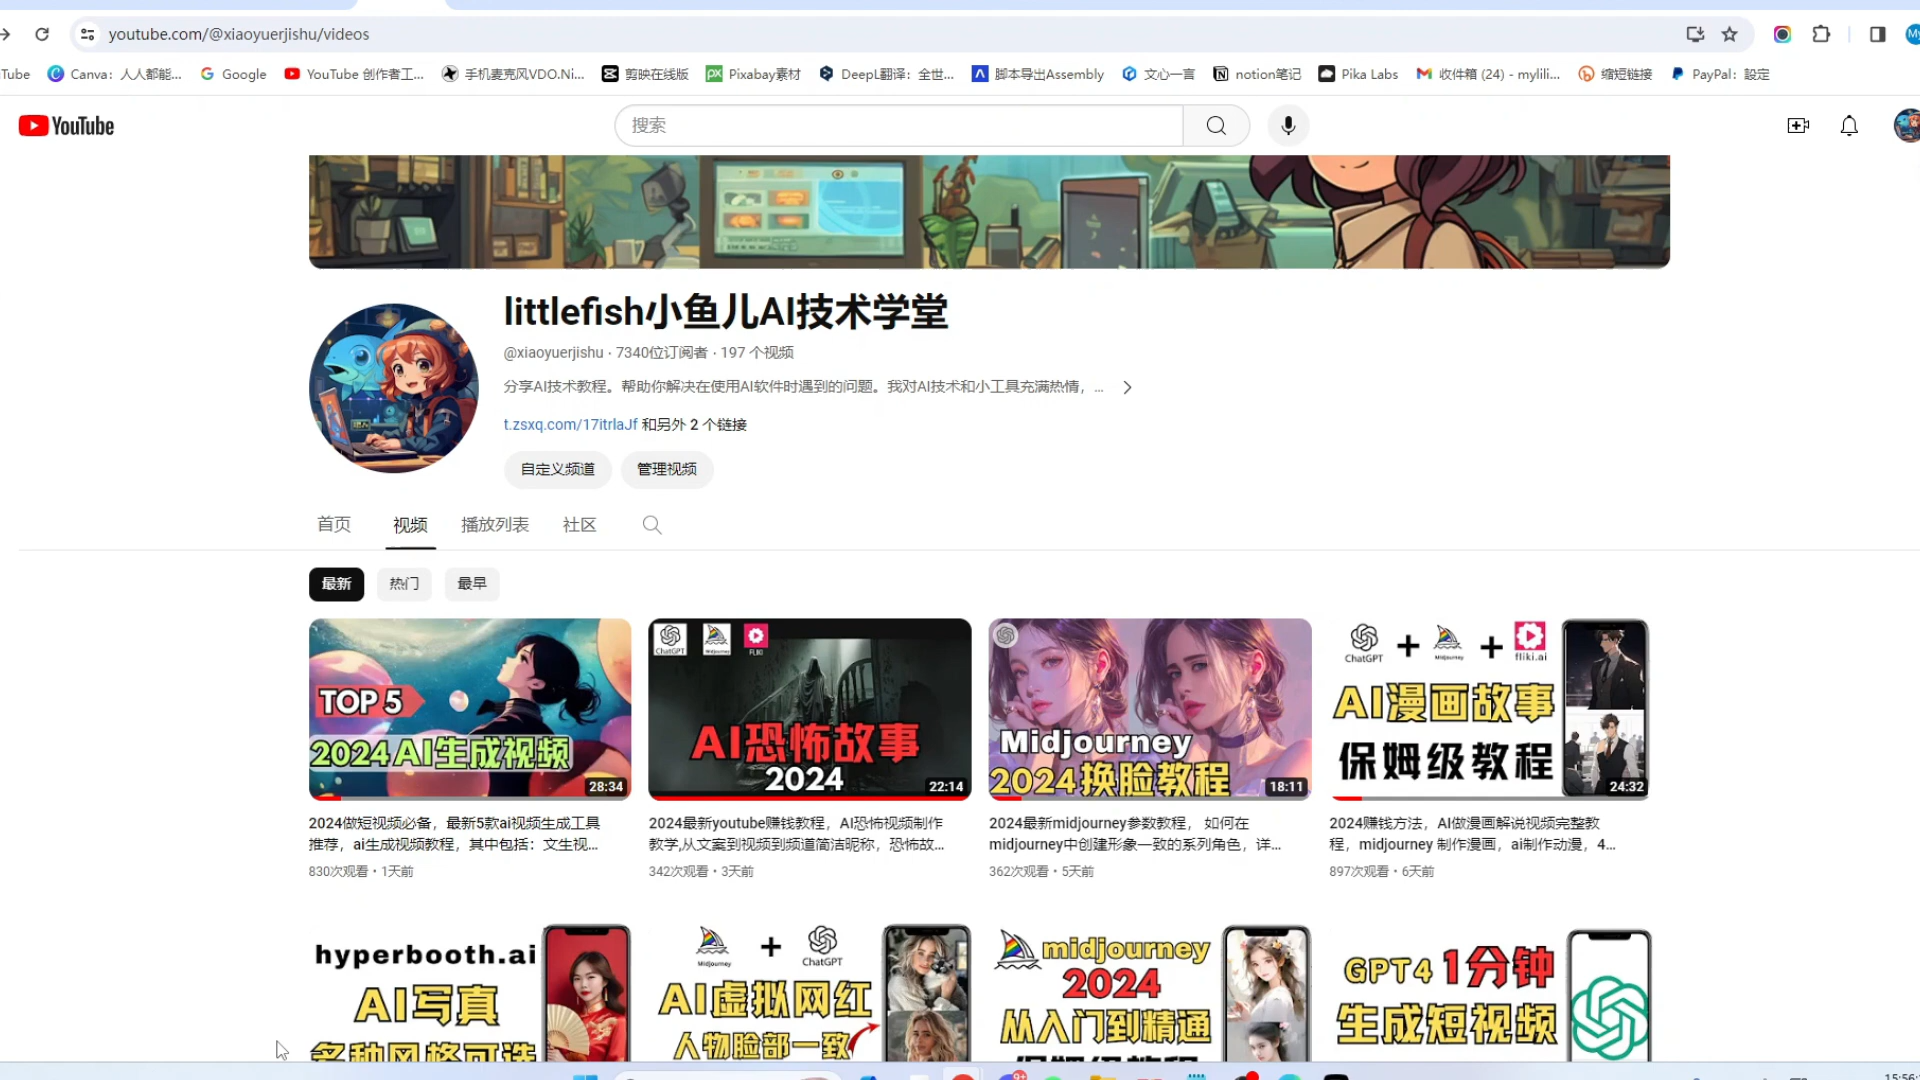 youtube.com/@xiaoyuerjishu/videos
Tube
Canva：人人都能...
Google
YouTube 创作者工...
手机麦克风VDO.Ni...
剪映在线版
Pixabay素材
DeepL翻译：全世...
脚本导出Assembly
文心一言
notion笔记
Pika Labs
收件箱 (24) - mylili...
缩短链接
PayPal：設定
YouTube
搜索
littlefish小鱼儿AI技术学堂
@xiaoyuerjishu · 7340位订阅者 · 197 个视频
分享AI技术教程。帮助你解决在使用AI软件时遇到的问题。我对AI技术和小工具充满热情，...
t.zsxq.com/17itrlaJf 和另外 2 个链接
自定义频道
管理视频
首页
视频
播放列表
社区
最新
热门
最早
TOP 5
2024AI生成视频
28:34
ChatGPT
Midjourney
FLIKI
AI恐怖故事
2024
22:14
Midjourney
2024换脸教程
18:11
ChatGPT
Midjourney
fliki.ai
AI漫画故事
保姆级教程
24:32
2024做短视频必备，最新5款ai视频生成工具
推荐，ai生成视频教程，其中包括：文生视...
830次观看 · 1天前
2024最新youtube赚钱教程，AI恐怖视频制作
教学,从文案到视频到频道简洁昵称，恐怖故...
342次观看 · 3天前
2024最新midjourney参数教程， 如何在
midjourney中创建形象一致的系列角色，详...
362次观看 · 5天前
2024赚钱方法，AI做漫画解说视频完整教
程，midjourney 制作漫画，ai制作动漫，4...
897次观看 · 6天前
hyperbooth.ai
AI写真
多种风格可选
Midjourney
ChatGPT
AI虚拟网红
人物脸部一致
midjourney
2024
从入门到精通
保姆级教程
GPT4 1分钟
生成短视频
15:56